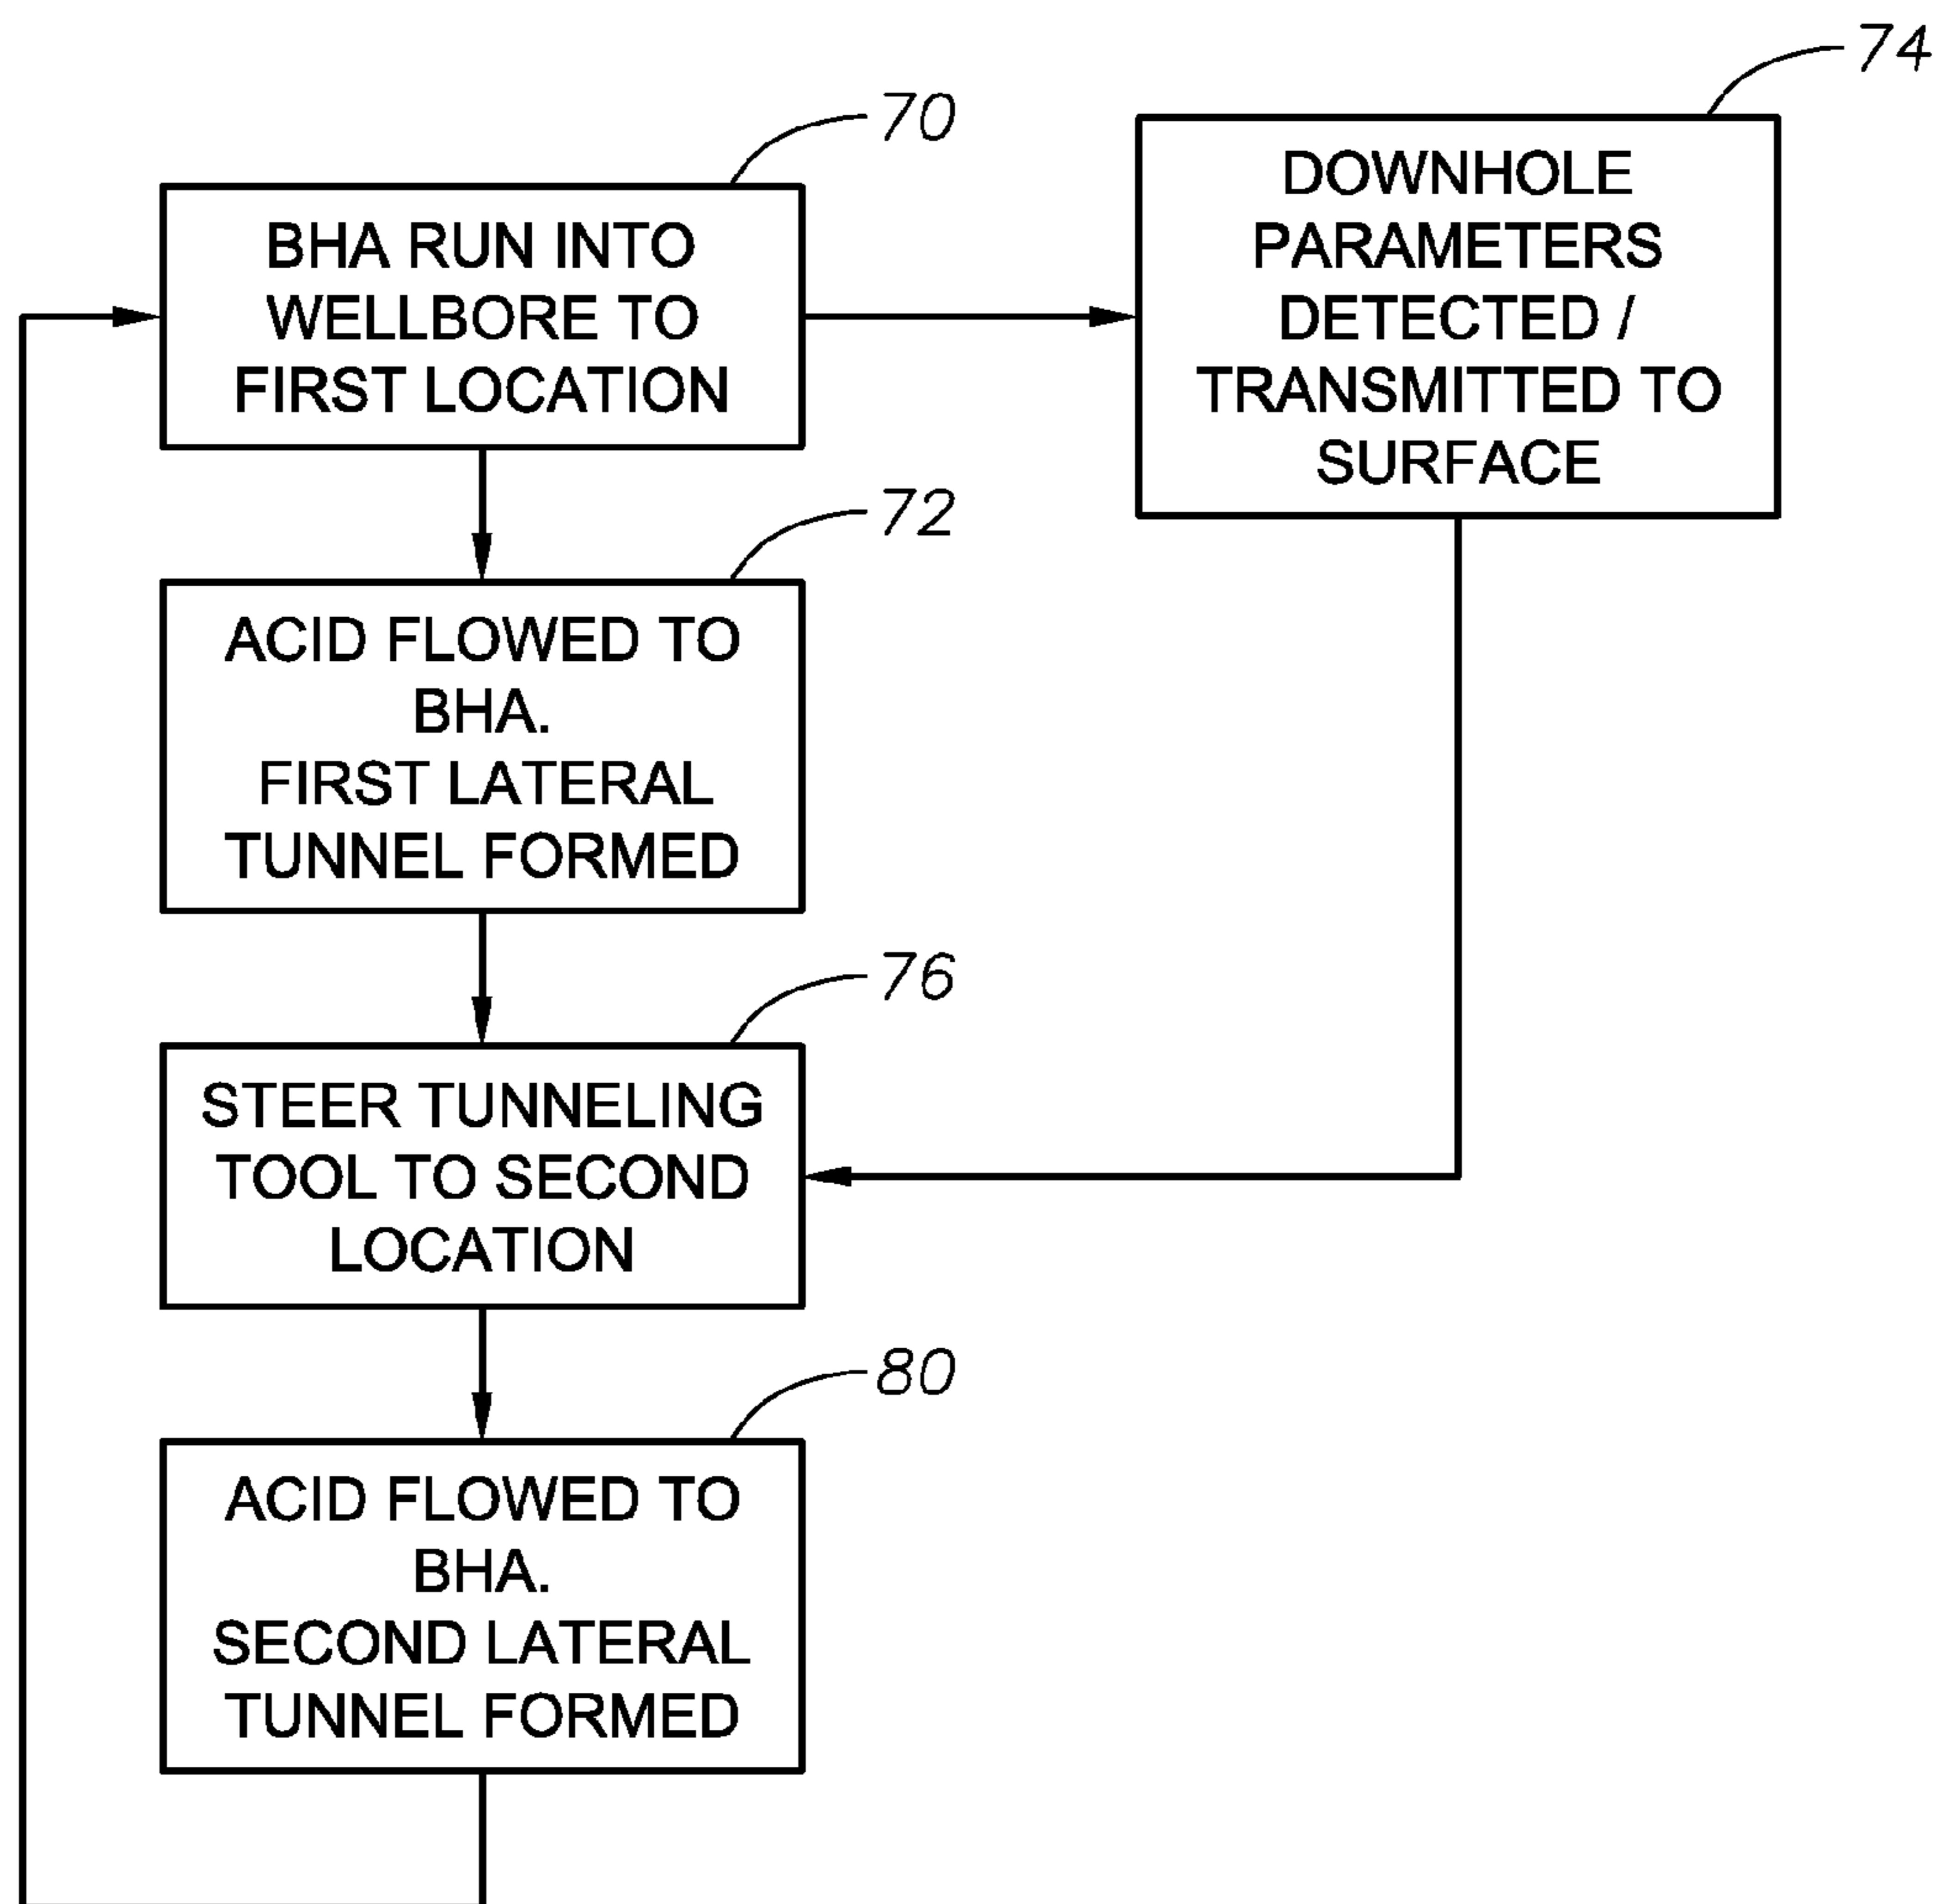 74
70
BHA RUN INTO
WELLBORE TO
FIRST LOCATION
DOWNHOLE
PARAMETERS
DETECTED /
TRANSMITTED TO
SURFACE
72
ACID FLOWED TO
BHA.
FIRST LATERAL
TUNNEL FORMED
76
STEER TUNNELING
TOOL TO SECOND
LOCATION
80
ACID FLOWED TO
BHA.
SECOND LATERAL
TUNNEL FORMED